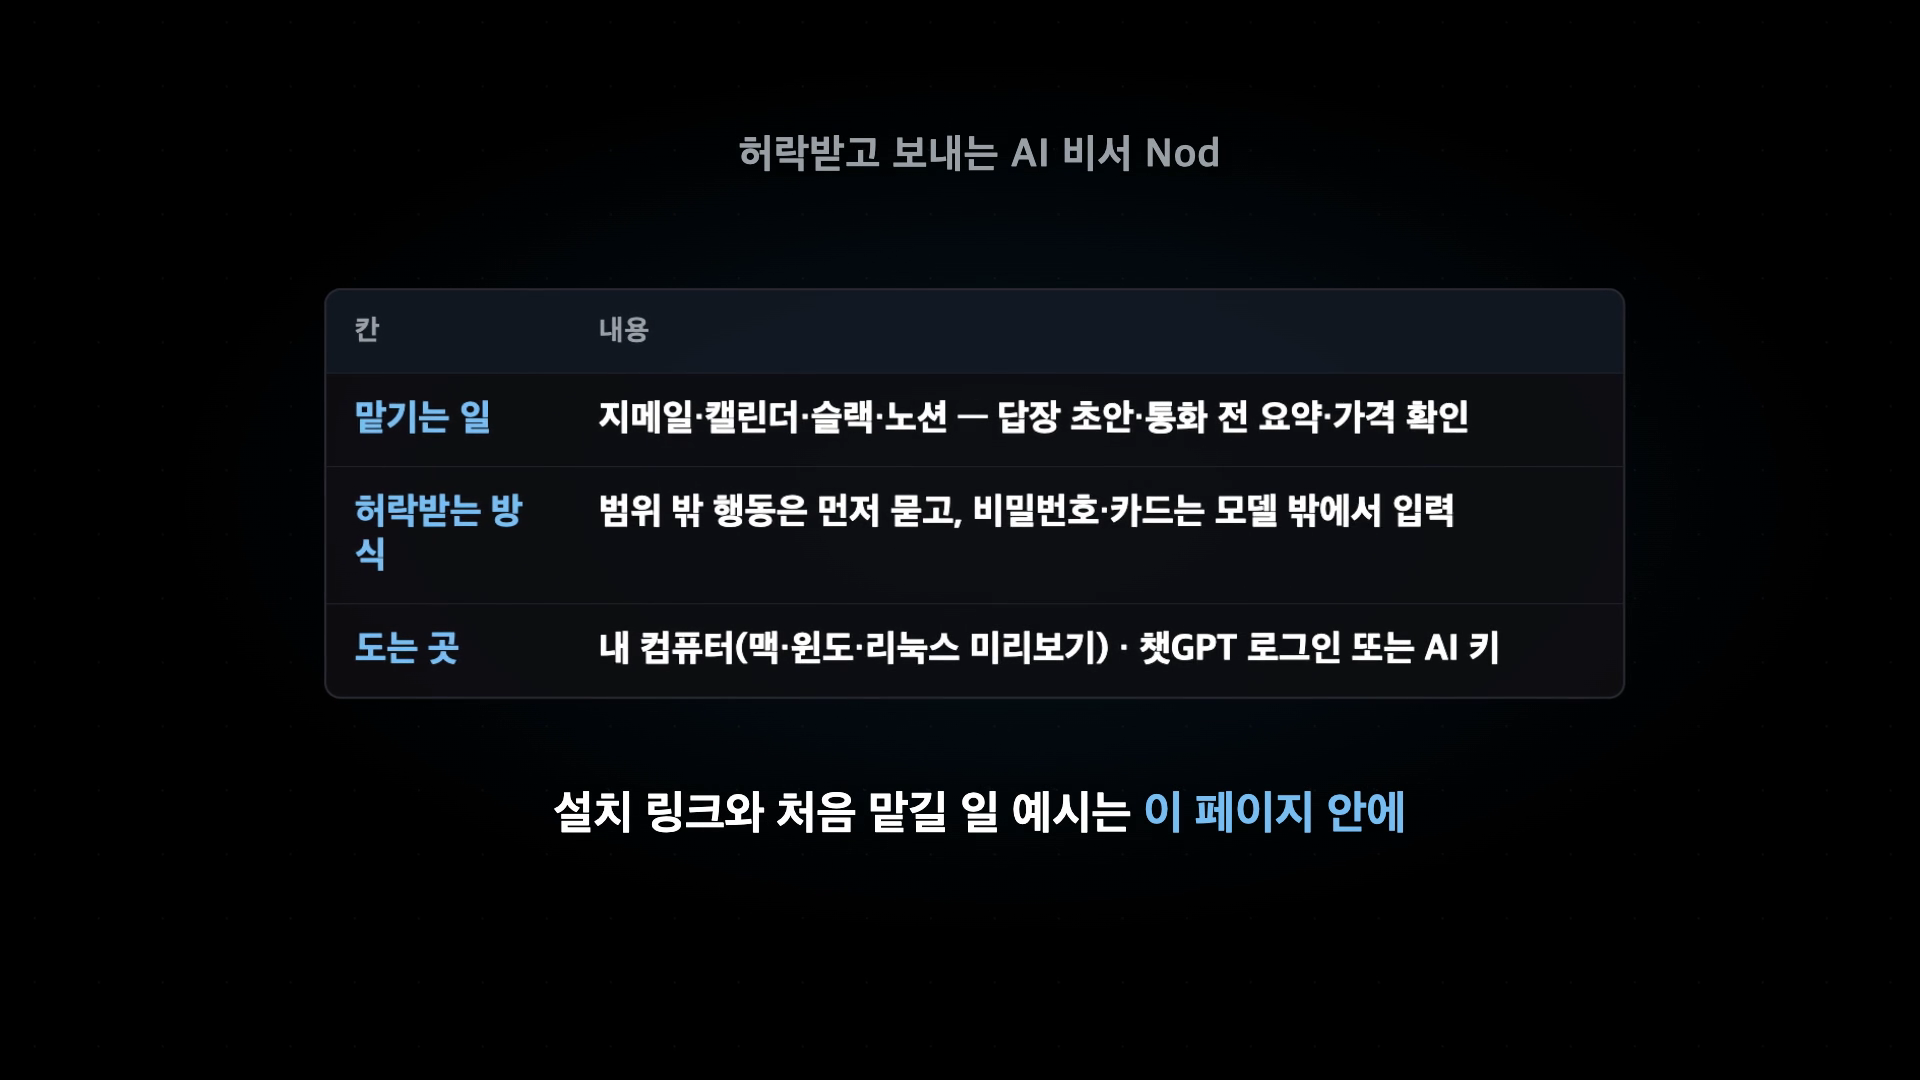 허락받고 보내는 AI 비서 Nod
칸 내용
맡기는 일 지메일·캘린더·슬랙·노션 — 답장 초안·통화 전 요약·가격 확인
허락받는 방 범위 밖 행동은 먼저 묻고, 비밀번호·카드는 모델 밖에서 입력
식
도는 곳 내 컴퓨터(맥·윈도·리눅스 미리보기) · 챗GPT 로그인 또는 AI 키
설치 링크와 처음 맡길 일 예시는 이 페이지 안에